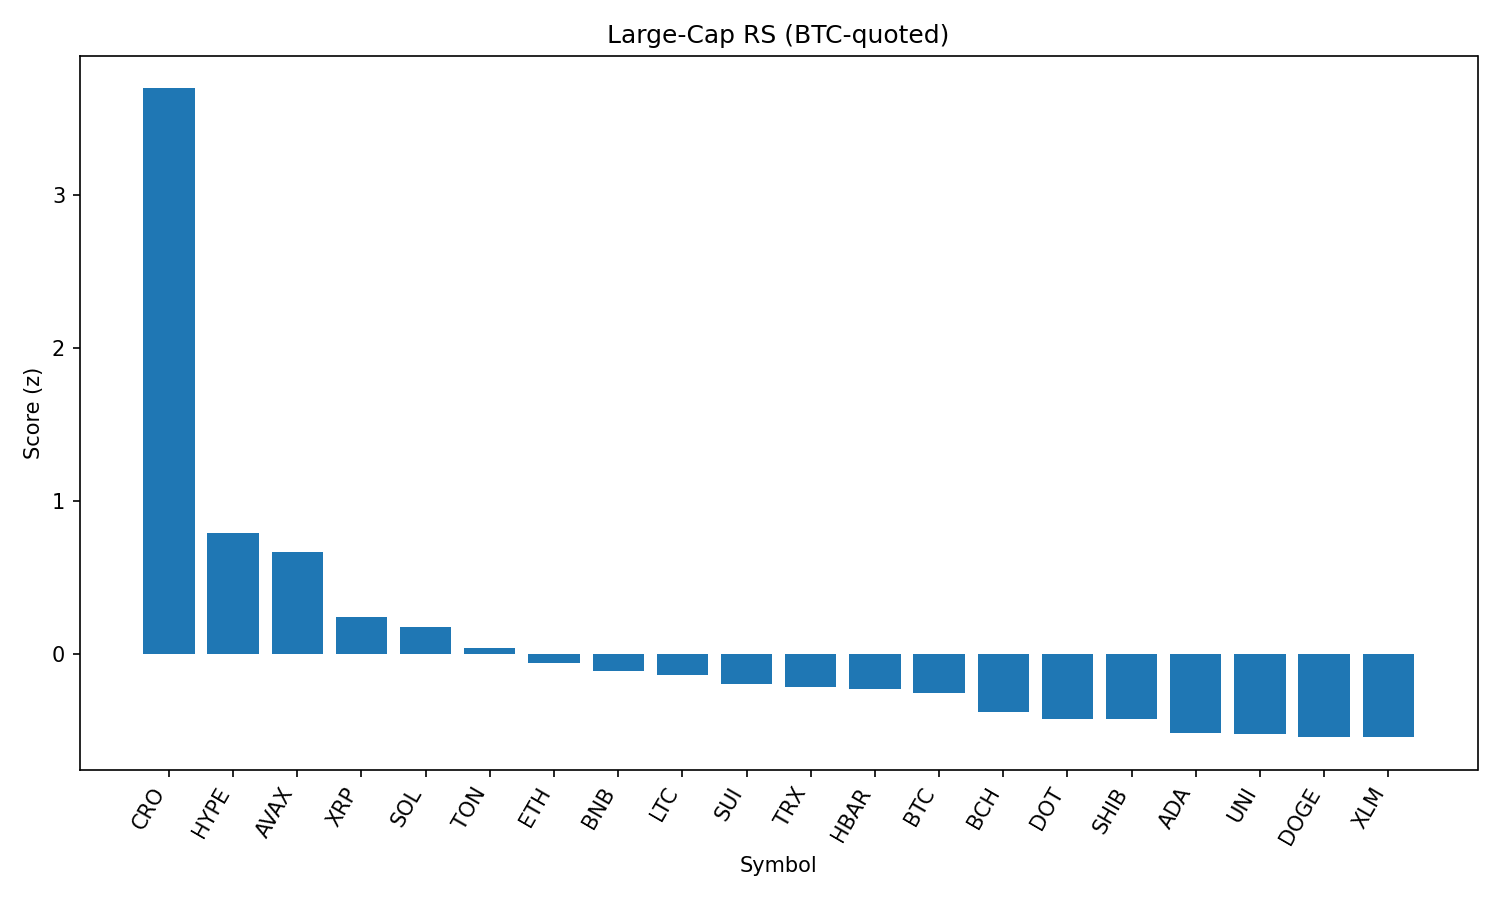 Large-Cap RS (BTC-quoted)
Score (z)
3
2
1
0
CRO
HYPE
AVAX
XRP
SOL
TON
ETH
BNB
LTC
SUI
TRX
HBAR
BTC
BCH
DOT
SHIB
ADA
UNI
DOGE
XLM
Symbol